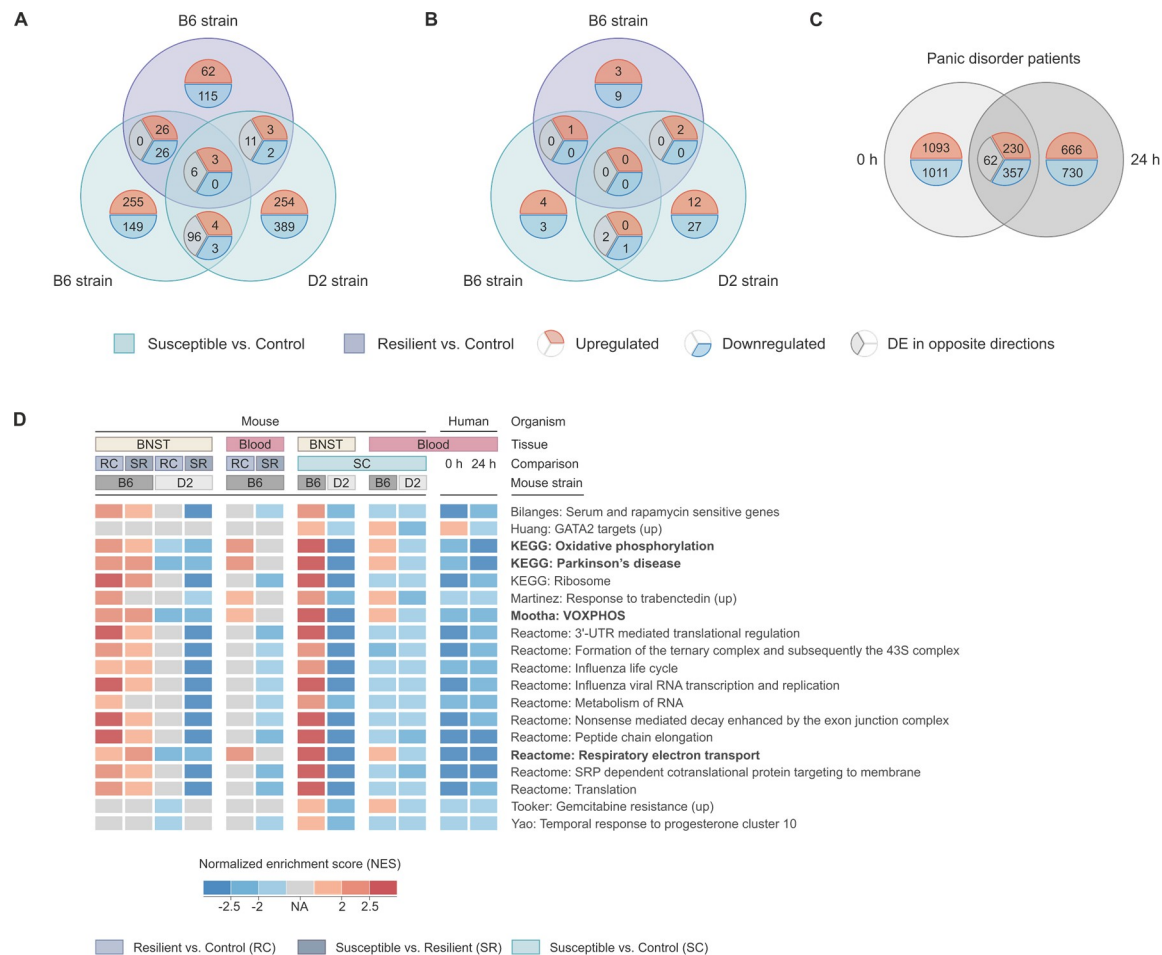 A
B6 strain
62
115
26
0
26
3
11
2
3
6
0
255
149
254
389
4
96
3
B6 strain
D2 strain
B
B6 strain
3
9
1
0
0
2
0
0
0
0
0
4
3
12
27
0
2
1
B6 strain
D2 strain
C
Panic disorder patients
0 h
1093
1011
230
62
357
666
730
24 h
Susceptible vs. Control
Resilient vs. Control
Upregulated
Downregulated
DE in opposite directions
D
Mouse Human Organism
BNST Blood BNST Blood Tissue
RC SR RC SR RC SR SC 0 h 24 h Comparison
B6 D2 B6 B6 D2 B6 D2 Mouse strain
Bilanges: Serum and rapamycin sensitive genes
Huang: GATA2 targets (up)
KEGG: Oxidative phosphorylation
KEGG: Parkinson's disease
KEGG: Ribosome
Martinez: Response to trabenctedin (up)
Mootha: VOXPHOS
Reactome: 3'-UTR mediated translational regulation
Reactome: Formation of the ternary complex and subsequently the 43S complex
Reactome: Influenza life cycle
Reactome: Influenza viral RNA transcription and replication
Reactome: Metabolism of RNA
Reactome: Nonsense mediated decay enhanced by the exon junction complex
Reactome: Peptide chain elongation
Reactome: Respiratory electron transport
Reactome: SRP dependent cotranslational protein targeting to membrane
Reactome: Translation
Tooker: Gemcitabine resistance (up)
Yao: Temporal response to progesterone cluster 10
Normalized enrichment score (NES)
-2.5 -2 NA 2 2.5
Resilient vs. Control (RC)
Susceptible vs. Resilient (SR)
Susceptible vs. Control (SC)